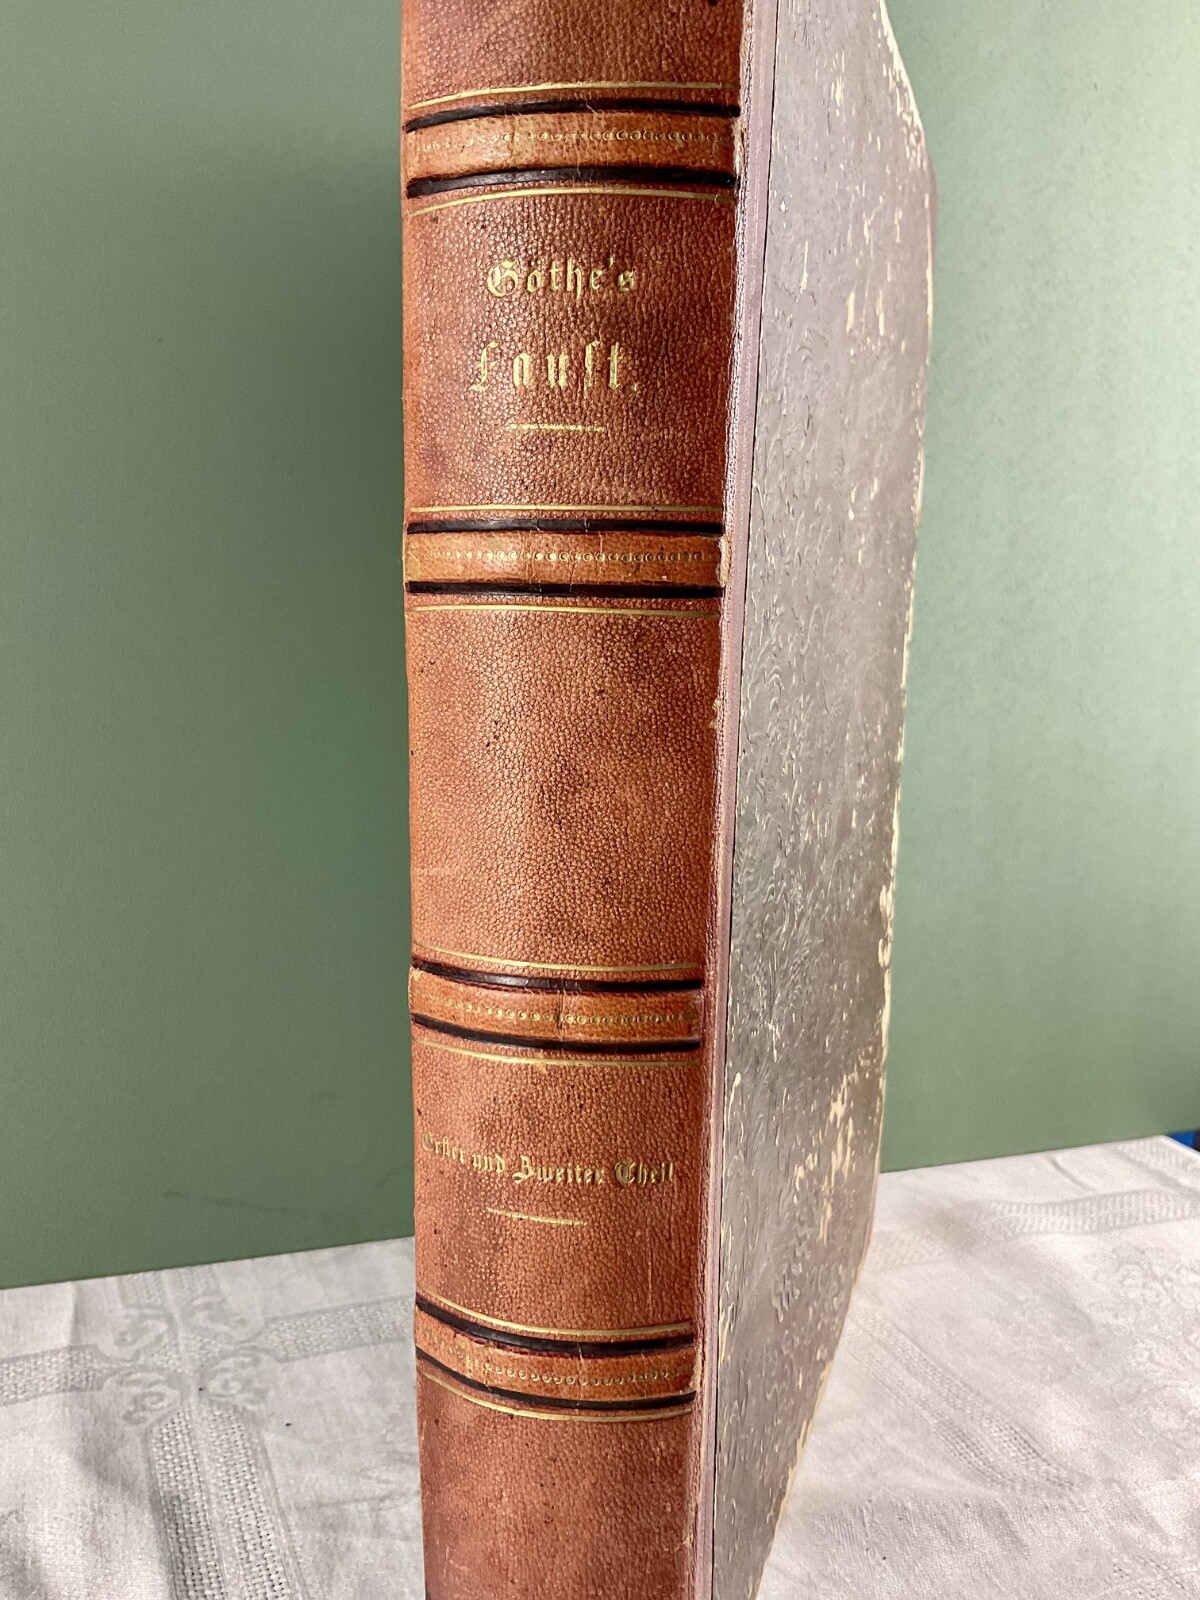 Göthe's
Faust.
Erster und Zweiter Theil